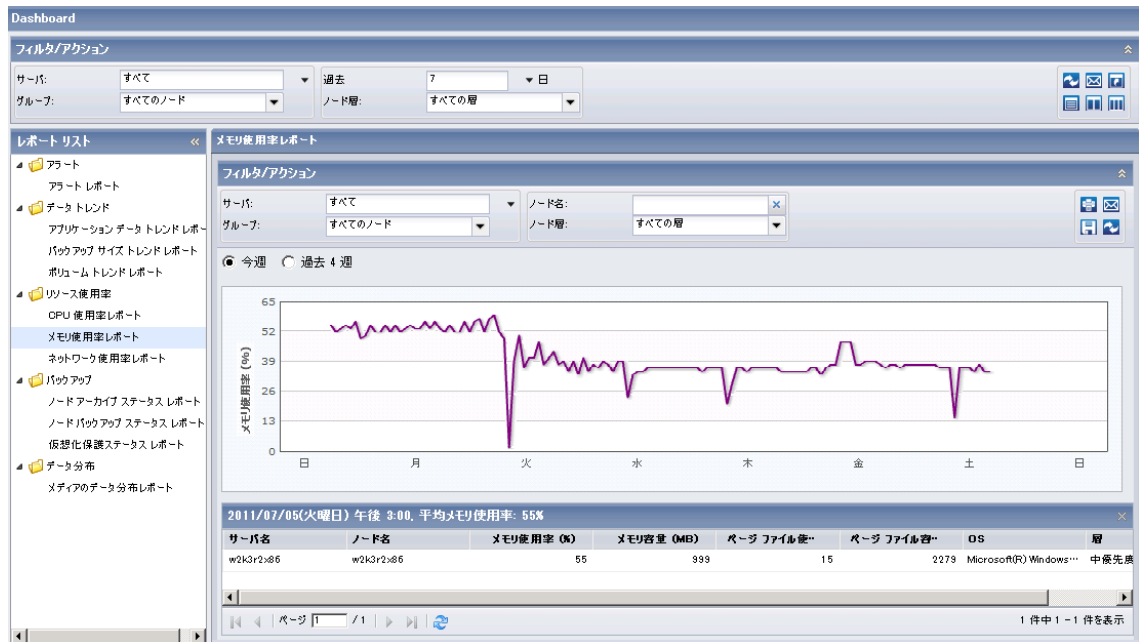 Dashboard
フィルタ/アクション
サーバ: すべて 過去 7 日
グループ: すべてのノード ノード層: すべての層
レポート リスト
アラート
アラート レポート
データ トレンド
アプリケーション データ トレンド レポー
バックアップ サイズ トレンド レポート
ボリューム トレンド レポート
リソース使用率
CPU 使用率レポート
メモリ使用率レポート
ネットワーク使用率レポート
バックアップ
ノード アーカイブ ステータス レポート
ノード バックアップ ステータス レポート
仮想化保護ステータス レポート
データ分布
メディアのデータ分布レポート
メモリ使用率レポート
フィルタ/アクション
サーバ: すべて ノード名:
グループ: すべてのノード ノード層: すべての層
今週 過去 4 週
メモリ使用率 (%)
65
52
39
26
13
0
日 月 火 水 木 金 土 日
2011/07/05(火曜日) 午後 3:00, 平均メモリ使用率: 55%
サーバ名 ノード名 メモリ使用率 (%) メモリ容量 (MB) ページ ファイル使… ページ ファイル容… OS 層
w2k3r2x86 w2k3r2x86 55 999 15 2279 Microsoft(R) Windows… 中優先度
ページ 1 / 1 1 件中 1 - 1 件を表示